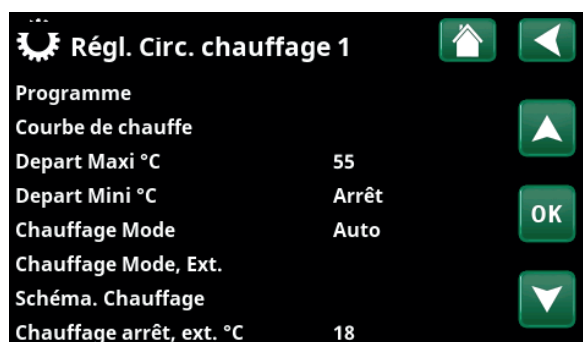 Régl. Circ. chauffage 1
Programme
Courbe de chauffe
Depart Maxi °C 55
Depart Mini °C Arrêt
Chauffage Mode Auto
Chauffage Mode, Ext.
Schéma. Chauffage
Chauffage arrêt, ext. °C 18
OK